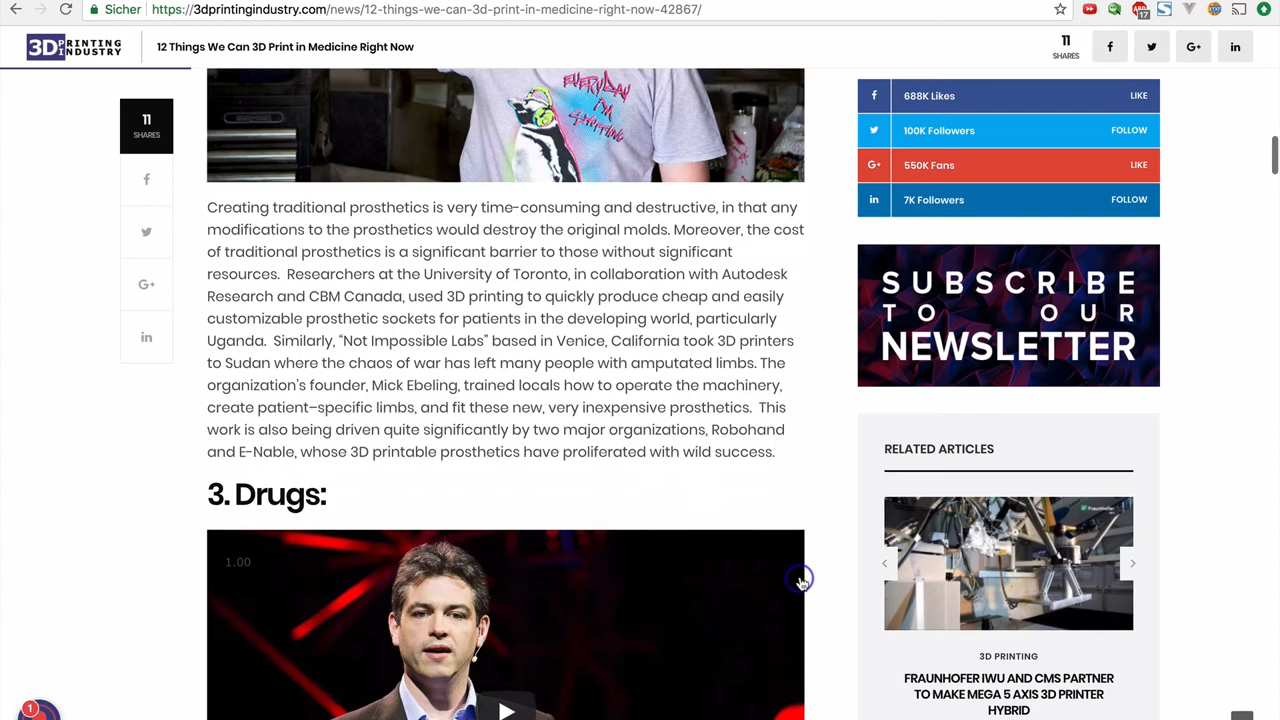 Sicher
https://3dprintingindustry.com/news/12-things-we-can-3d-print-in-medicine-right-now-42867/
17
3D PRINTING
INDUSTRY
12 Things We Can 3D Print in Medicine Right Now
11
SHARES
f
G+
in
11
SHARES
f
G+
in
EVERYDAY
I'M
Creating traditional prosthetics is very time-consuming and destructive, in that any
modifications to the prosthetics would destroy the original molds. Moreover, the cost
of traditional prosthetics is a significant barrier to those without significant
resources. Researchers at the University of Toronto, in collaboration with Autodesk
Research and CBM Canada, used 3D printing to quickly produce cheap and easily
customizable prosthetic sockets for patients in the developing world, particularly
Uganda. Similarly, “Not Impossible Labs” based in Venice, California took 3D printers
to Sudan where the chaos of war has left many people with amputated limbs. The
organization’s founder, Mick Ebeling, trained locals how to operate the machinery,
create patient–specific limbs, and fit these new, very inexpensive prosthetics. This
work is also being driven quite significantly by two major organizations, Robohand
and E-Nable, whose 3D printable prosthetics have proliferated with wild success.
3. Drugs:
1.00
1
f 688K Likes LIKE
100K Followers FOLLOW
G+ 550K Fans LIKE
in 7K Followers FOLLOW
SUBSCRIBE
TO OUR
NEWSLETTER
RELATED ARTICLES
Fraunhofer
3D PRINTING
FRAUNHOFER IWU AND CMS PARTNER
TO MAKE MEGA 5 AXIS 3D PRINTER
HYBRID